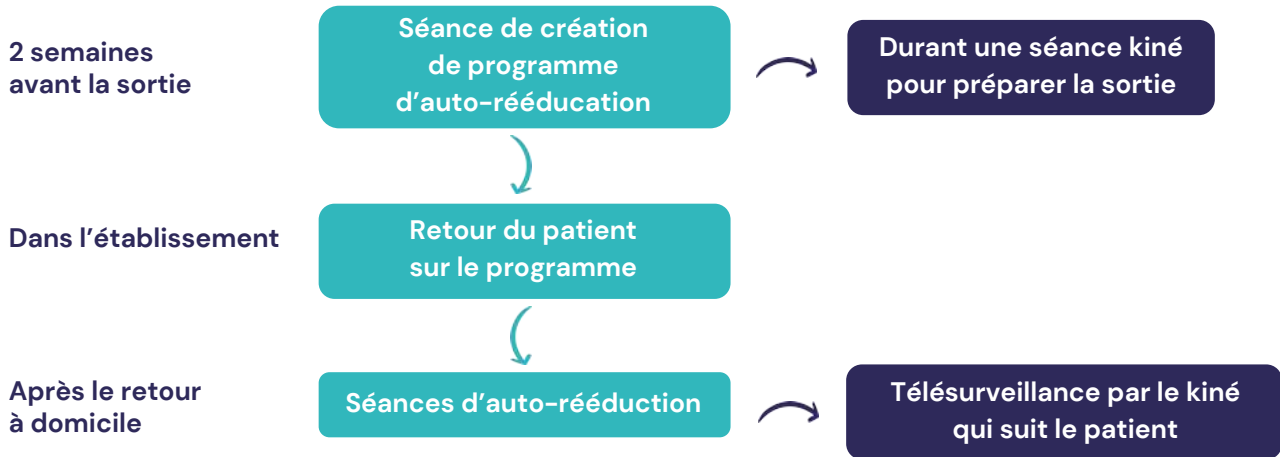 2 semaines
avant la sortie
Séance de création
de programme
d'auto-rééducation
Durant une séance kiné
pour préparer la sortie
Dans l'établissement
Retour du patient
sur le programme
Après le retour
à domicile
Séances d'auto-rééduction
Télésurveillance par le kiné
qui suit le patient